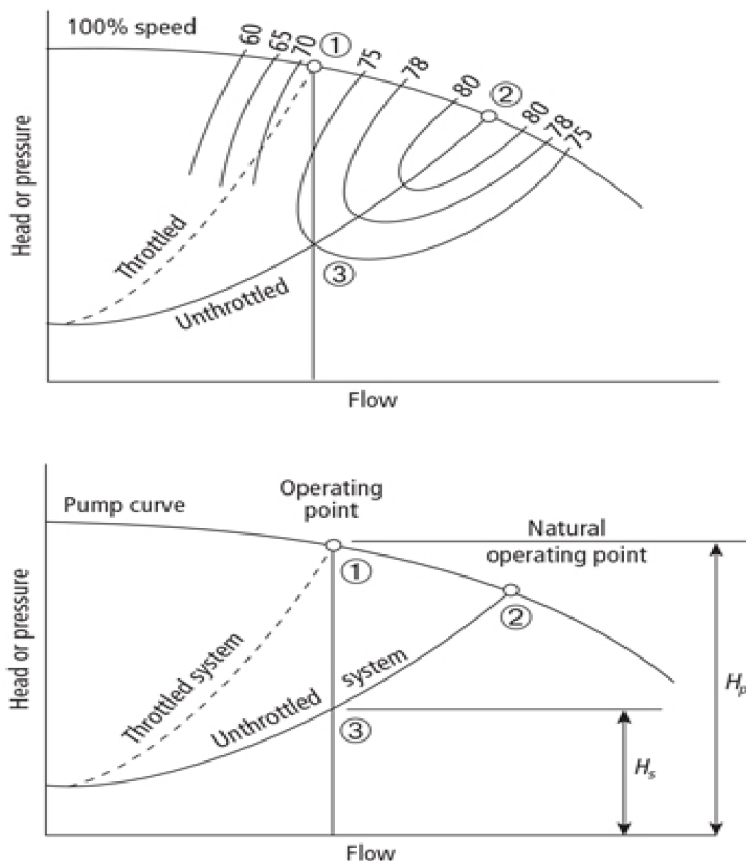 100% speed
60
65
70
①
75
78
80
②
80
78
75
Head or pressure
Throttled
Unthrottled
③
Flow
Pump curve
Operating
point
Natural
operating point
①
②
Head or pressure
Throttled system
Unthrottled system
③
Hp
Hs
Flow